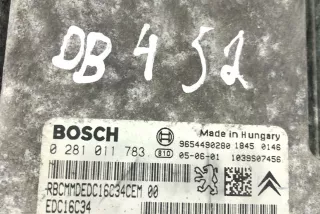 DB 4 52
BOSCH
Made in Hungary
0 281 011 783
9654490280 1845 0146
810 05-06-01 1039S07456
RBCMMDEDC16C34CEM 00
EDC16C34